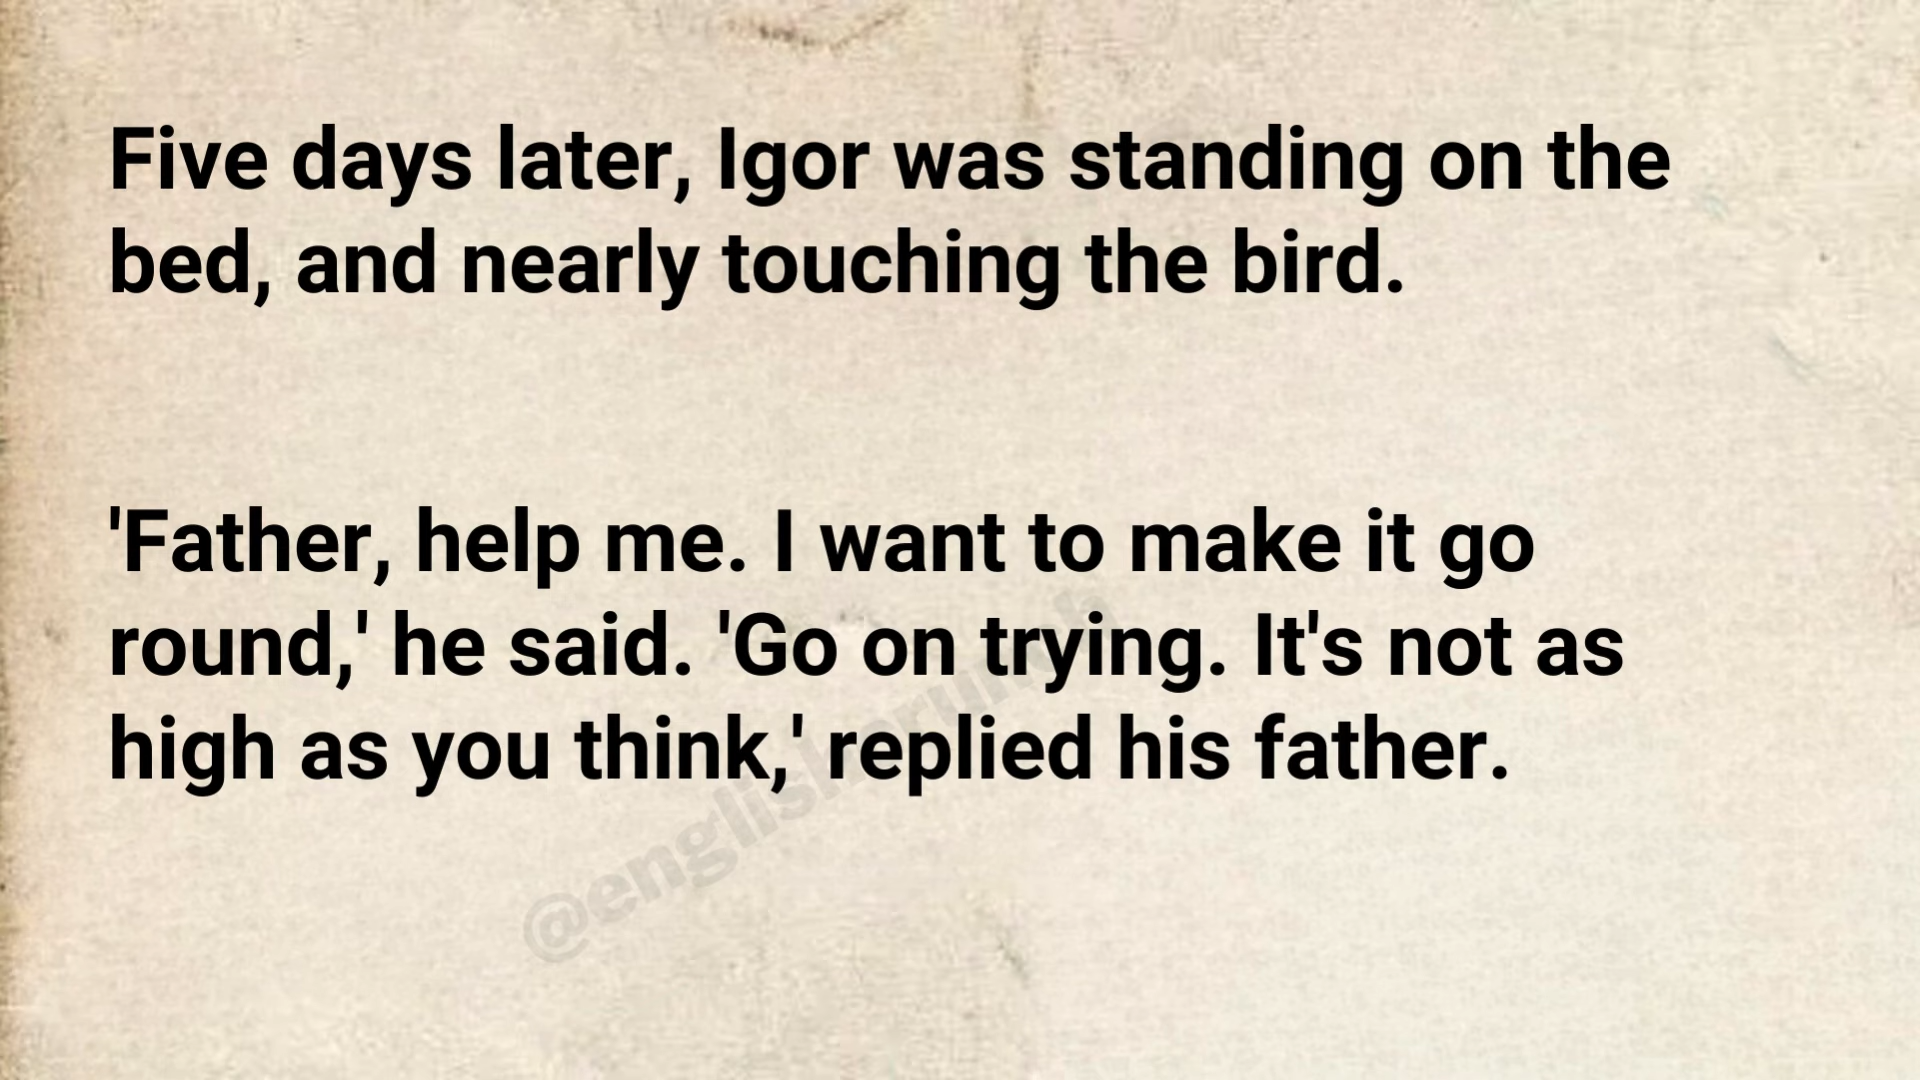 Five days later, Igor was standing on the
bed, and nearly touching the bird.
'Father, help me. I want to make it go
round,' he said. 'Go on trying. It's not as
high as you think,' replied his father.